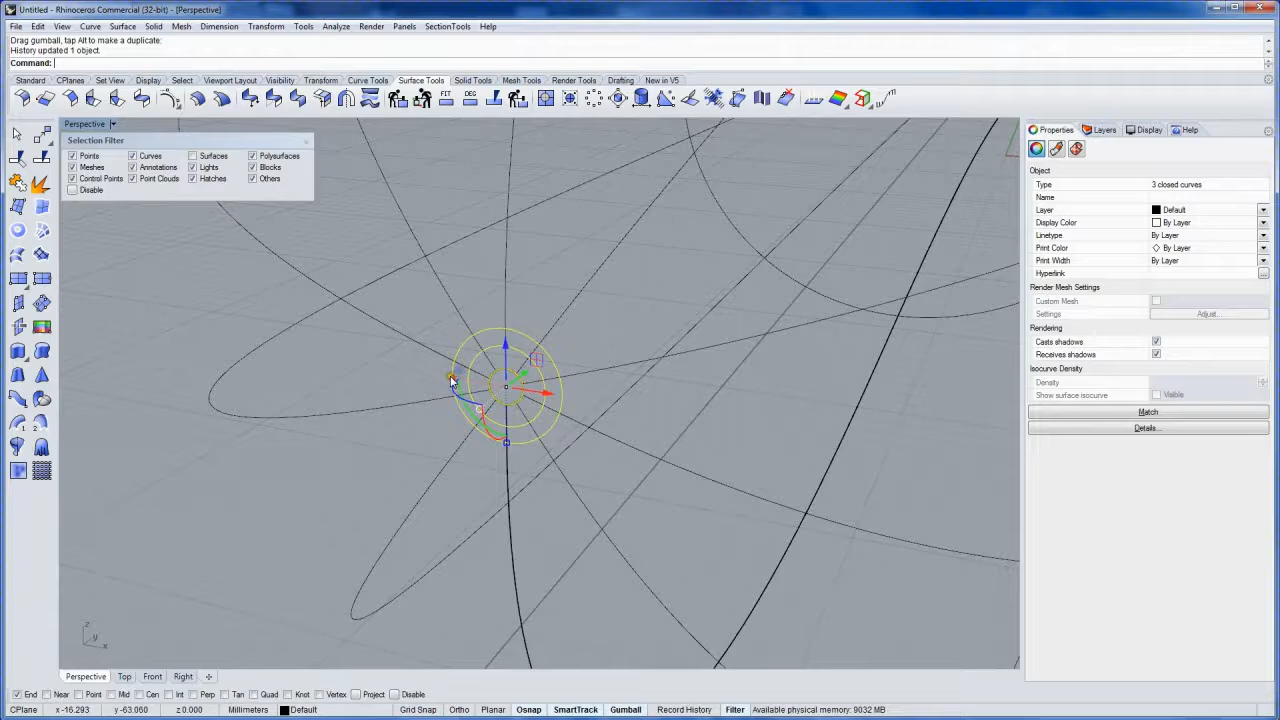 Untitled - Rhinoceros Commercial (32-bit) - [Perspective]
File Edit View Curve Surface Solid Mesh Dimension Transform Tools Analyze Render Panels SectionTools Help
Drag gumball, tap Alt to make a duplicate:
History updated 1 object.
Command:
Standard CPlanes Set View Display Select Viewport Layout Visibility Transform Curve Tools Surface Tools Solid Tools Mesh Tools Render Tools Drafting New in V5
FIT DEG
Perspective
Selection Filter
Points Curves Surfaces Polysurfaces
Meshes Annotations Lights Blocks
Control Points Point Clouds Hatches Others
Disable
Properties Layers Display Help
Object
Type 3 closed curves
Name
Layer Default
Display Color By Layer
Linetype By Layer
Print Color By Layer
Print Width By Layer
Hyperlink ...
Render Mesh Settings
Custom Mesh
Settings Adjust...
Rendering
Casts shadows
Receives shadows
Isocurve Density
Density
Show surface isocurve Visible
Match
Details...
z
y
x
Perspective Top Front Right
End Near Point Mid Cen Int Perp Tan Quad Knot Vertex Project Disable
CPlane x -16.293 y -63.060 z 0.000 Millimeters Default Grid Snap Ortho Planar Osnap SmartTrack Gumball Record History Filter Available physical memory: 9032 MB